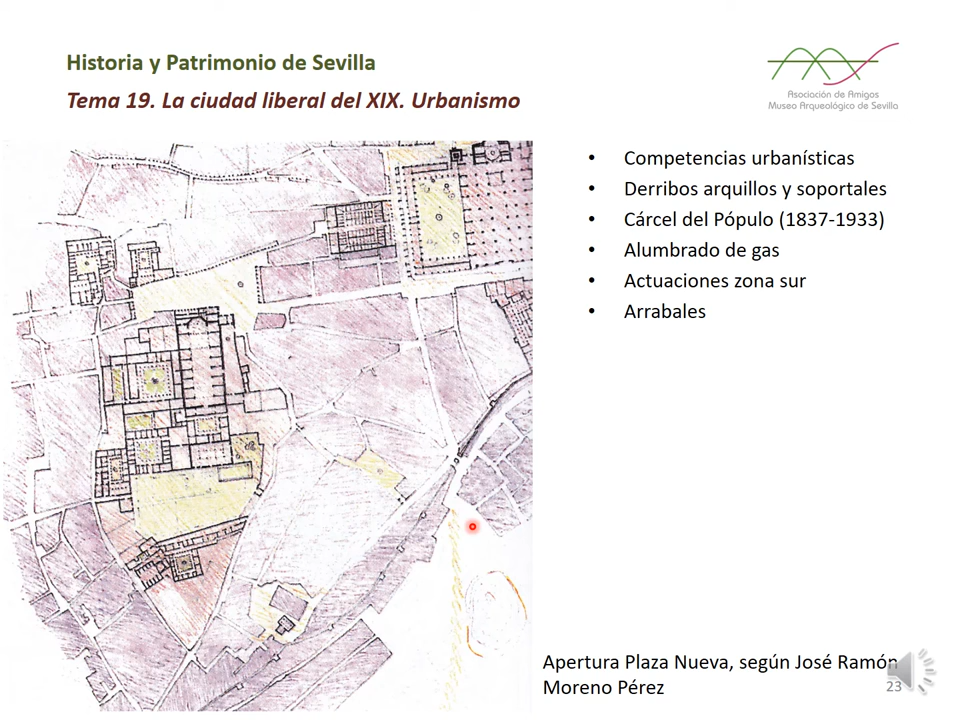 Historia y Patrimonio de Sevilla
Tema 19. La ciudad liberal del XIX. Urbanismo
Asociación de Amigos
Museo Arqueológico de Sevilla
• Competencias urbanísticas
• Derribos arquillos y soportales
• Cárcel del Pópulo (1837-1933)
• Alumbrado de gas
• Actuaciones zona sur
• Arrabales
Apertura Plaza Nueva, según José Ramón
Moreno Pérez
23